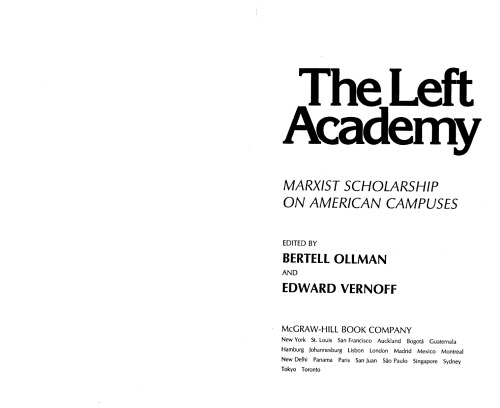 The Left
Academy
MARXIST SCHOLARSHIP
ON AMERICAN CAMPUSES
EDITED BY
BERTELL OLLMAN
AND
EDWARD VERNOFF
McGRAW-HILL BOOK COMPANY
New York St. Louis San Francisco Auckland Bogotá Guatemala
Hamburg Johannesburg Lisbon London Madrid Mexico Montreal
New Delhi Panama Paris San Juan São Paulo Singapore Sydney
Tokyo Toronto